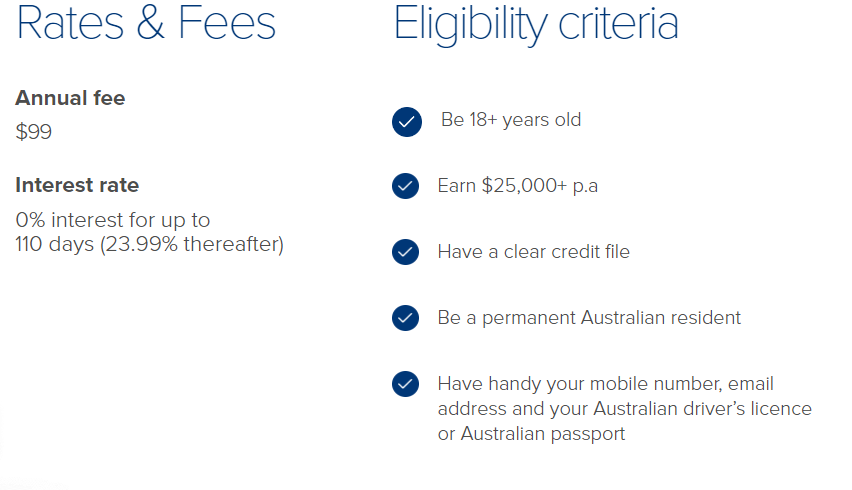 Rates & Fees
Annual fee
$99
Interest rate
0% interest for up to
110 days (23.99% thereafter)
Eligibility criteria
Be 18+ years old
Earn $25,000+ p.a
Have a clear credit file
Be a permanent Australian resident
Have handy your mobile number, email
address and your Australian driver’s licence
or Australian passport